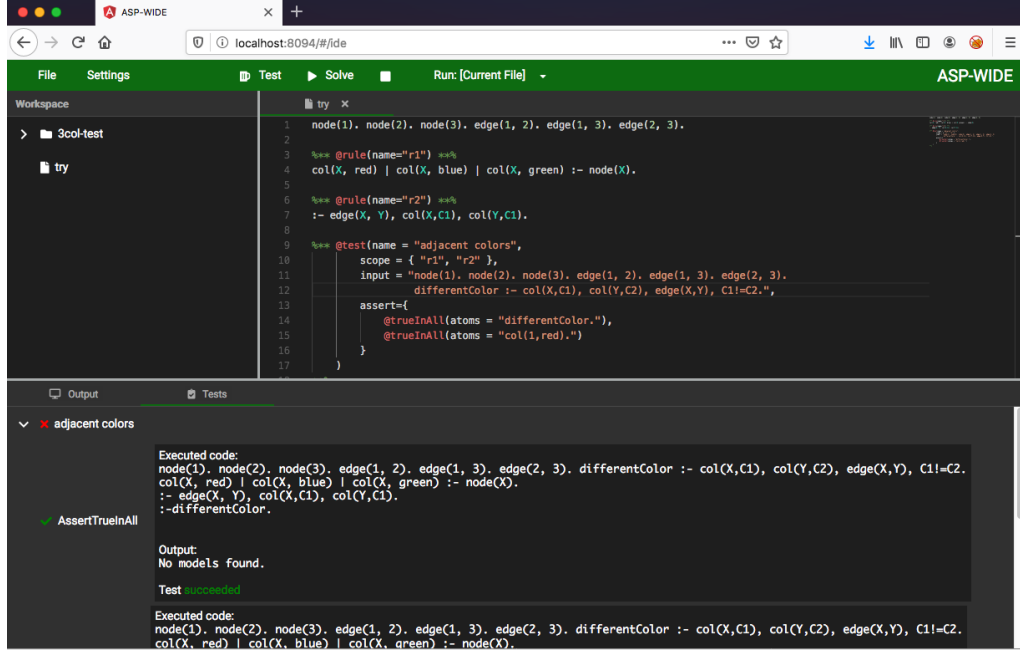 ASP-WIDE
localhost:8094/#/ide
File Settings Test Solve Run: [Current File] ASP-WIDE
Workspace
3col-test
try
try
1 node(1). node(2). node(3). edge(1, 2). edge(1, 3). edge(2, 3).
2
3 %** @rule(name="r1") **%
4 col(X, red) | col(X, blue) | col(X, green) :- node(X).
5
6 %** @rule(name="r2") **%
7 :- edge(X, Y), col(X,C1), col(Y,C1).
8
9 %** @test(name = "adjacent colors",
10 scope = { "r1", "r2" },
11 input = "node(1). node(2). node(3). edge(1, 2). edge(1, 3). edge(2, 3).
12 differentColor :- col(X,C1), col(Y,C2), edge(X,Y), C1!=C2.",
13 assert={
14 @trueInAll(atoms = "differentColor."),
15 @trueInAll(atoms = "col(1,red).")
16 }
17 )
Output Tests
adjacent colors
AssertTrueInAll
Executed code:
node(1). node(2). node(3). edge(1, 2). edge(1, 3). edge(2, 3). differentColor :- col(X,C1), col(Y,C2), edge(X,Y), C1!=C2.
col(X, red) | col(X, blue) | col(X, green) :- node(X).
:- edge(X, Y), col(X,C1), col(Y,C1).
:-differentColor.
Output:
No models found.
Test succeeded
Executed code:
node(1). node(2). node(3). edge(1, 2). edge(1, 3). edge(2, 3). differentColor :- col(X,C1), col(Y,C2), edge(X,Y), C1!=C2.
col(X, red) | col(X, blue) | col(X, green) :- node(X).